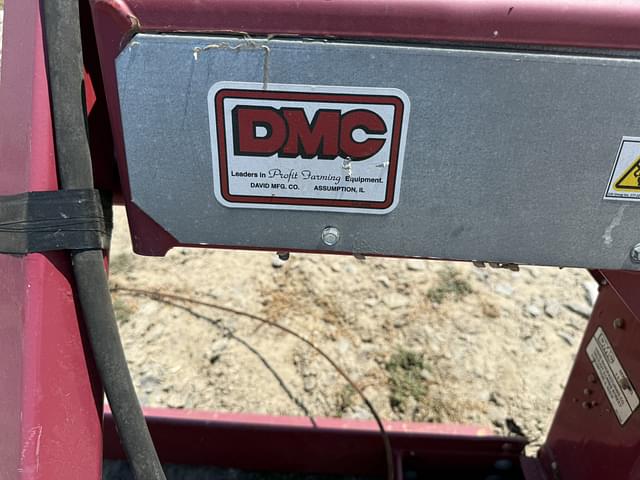 DMC
Leaders in Profit Farming Equipment.
DAVID MFG. CO. ASSUMPTION, IL.